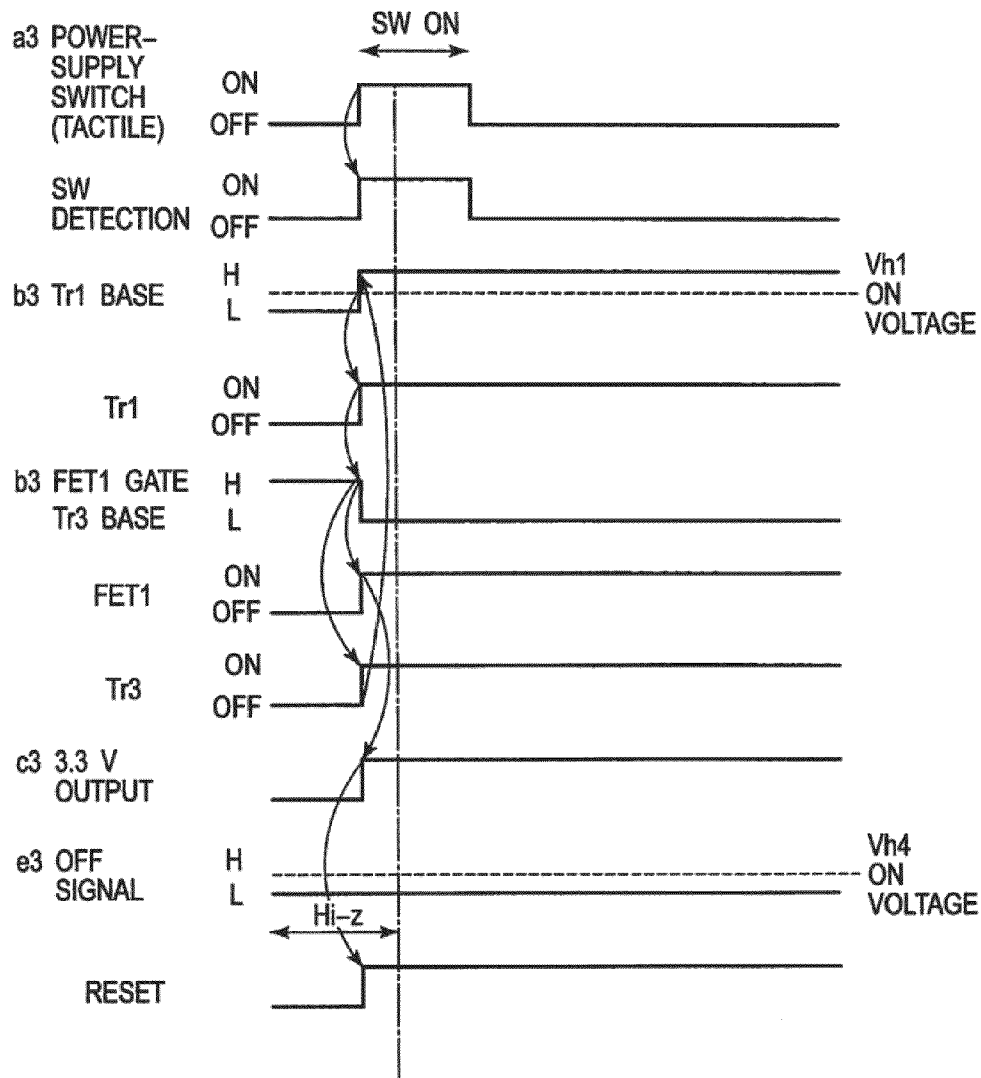 SW ON
a3 POWER-
SUPPLY
SWITCH
(TACTILE)
ON
OFF
SW
DETECTION
ON
OFF
b3 Tr1 BASE
H
L
Vh1
ON
VOLTAGE
Tr1
ON
OFF
b3 FET1 GATE
Tr3 BASE
H
L
FET1
ON
OFF
Tr3
ON
OFF
c3 3.3 V
OUTPUT
e3 OFF
SIGNAL
H
L
Vh4
ON
VOLTAGE
Hi-z
RESET